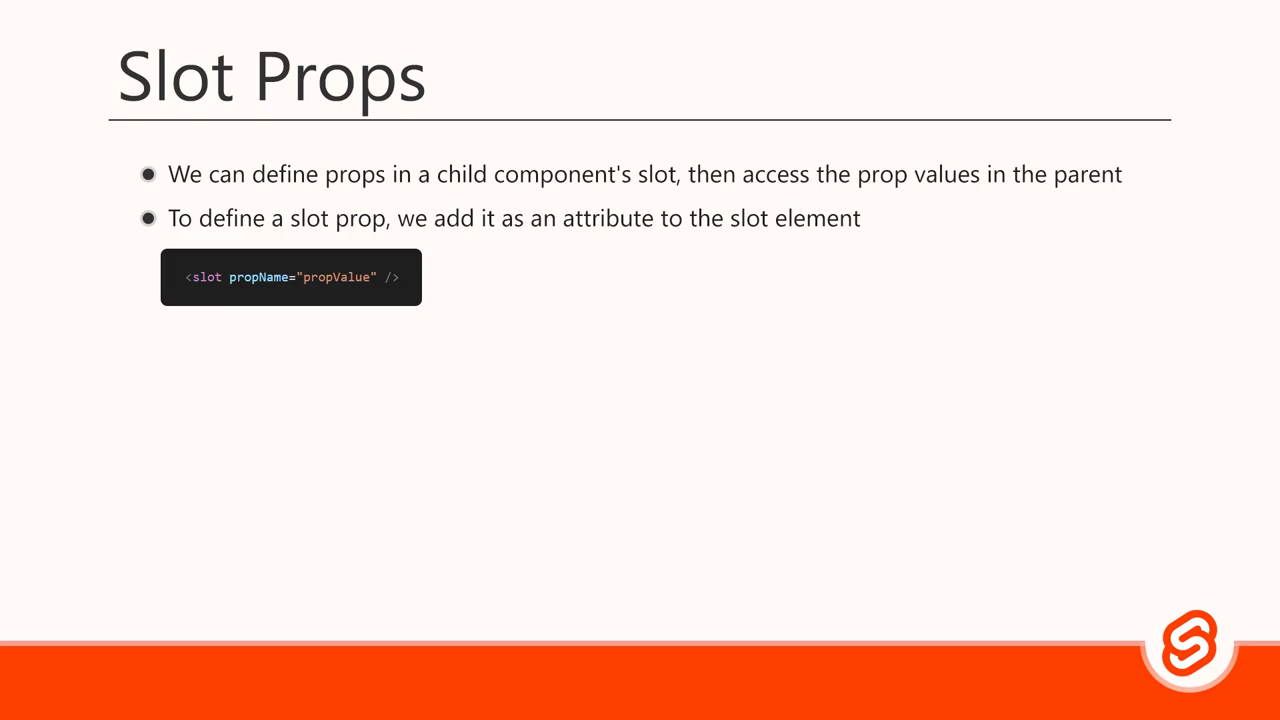 Slot Props
We can define props in a child component's slot, then access the prop values in the parent
To define a slot prop, we add it as an attribute to the slot element
<slot propName="propValue" />